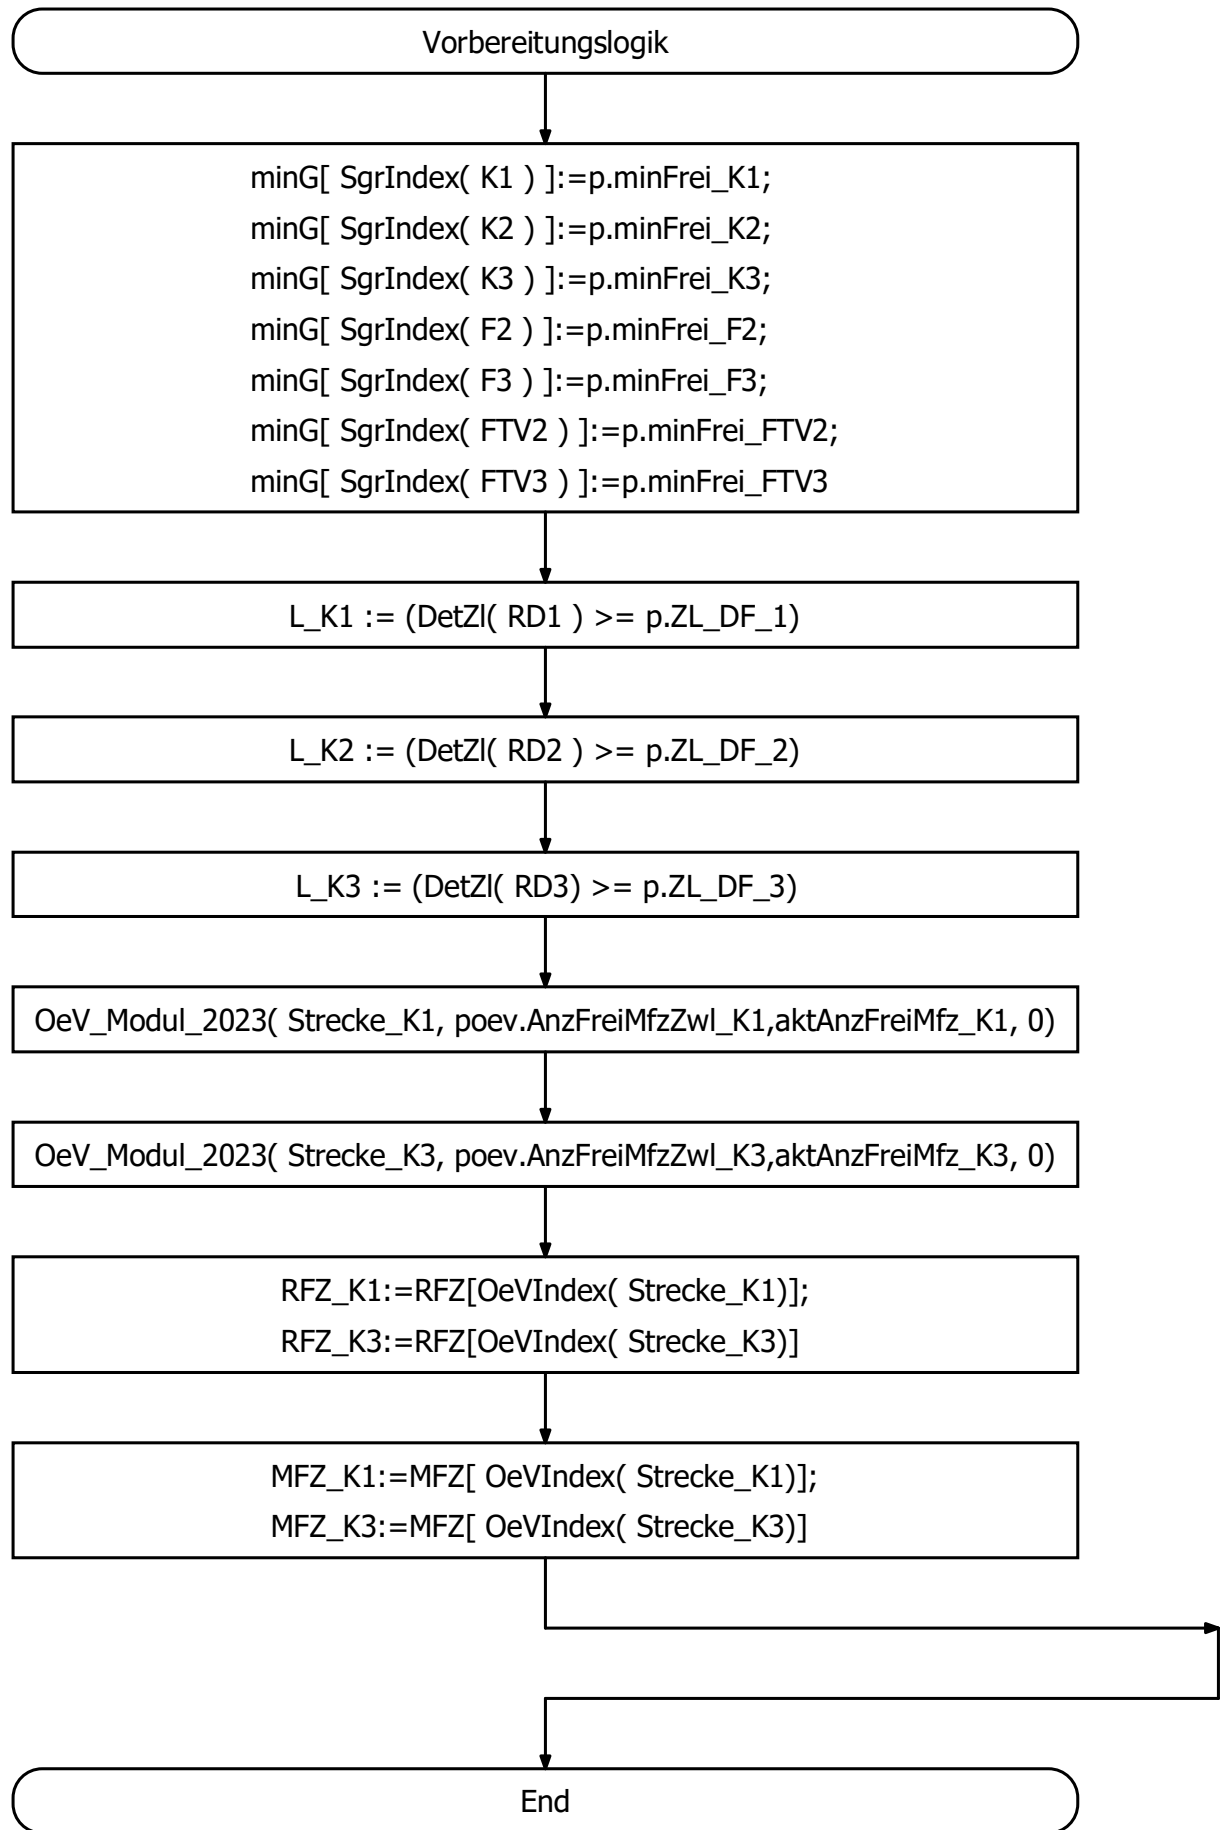 Vorbereitungslogik
minG[ SgrIndex( K1 ) ]:=p.minFrei_K1;
minG[ SgrIndex( K2 ) ]:=p.minFrei_K2;
minG[ SgrIndex( K3 ) ]:=p.minFrei_K3;
minG[ SgrIndex( F2 ) ]:=p.minFrei_F2;
minG[ SgrIndex( F3 ) ]:=p.minFrei_F3;
minG[ SgrIndex( FTV2 ) ]:=p.minFrei_FTV2;
minG[ SgrIndex( FTV3 ) ]:=p.minFrei_FTV3
L_K1 := (DetZl( RD1 ) >= p.ZL_DF_1)
L_K2 := (DetZl( RD2 ) >= p.ZL_DF_2)
L_K3 := (DetZl( RD3) >= p.ZL_DF_3)
OeV_Modul_2023( Strecke_K1, poev.AnzFreiMfzZwl_K1,aktAnzFreiMfz_K1, 0)
OeV_Modul_2023( Strecke_K3, poev.AnzFreiMfzZwl_K3,aktAnzFreiMfz_K3, 0)
RFZ_K1:=RFZ[OeVIndex( Strecke_K1)];
RFZ_K3:=RFZ[OeVIndex( Strecke_K3)]
MFZ_K1:=MFZ[ OeVIndex( Strecke_K1)];
MFZ_K3:=MFZ[ OeVIndex( Strecke_K3)]
End